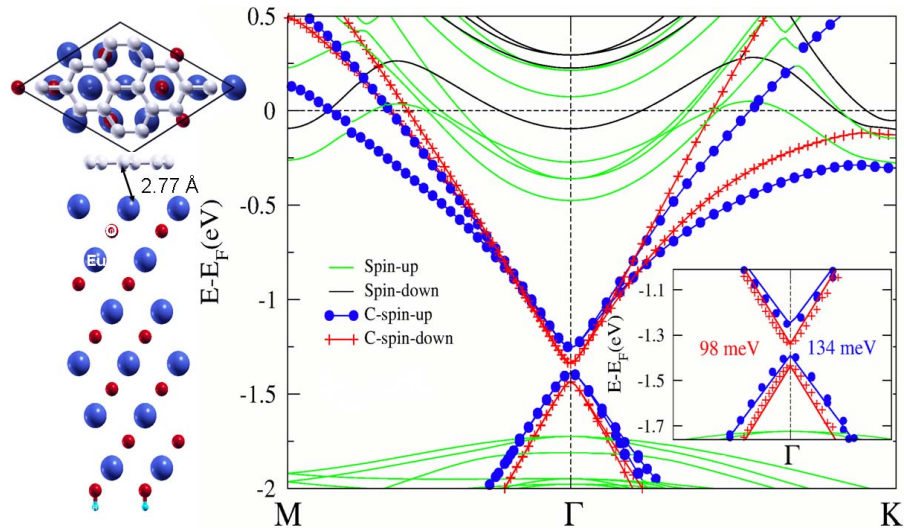 2.77 Å
Eu
E-E_F(eV)
0.5
0
-0.5
-1
-1.5
-2
M
Γ
K
Spin-up
Spin-down
C-spin-up
C-spin-down
E-E_F(eV)
-1.1
-1.3
-1.5
-1.7
98 meV
134 meV
Γ